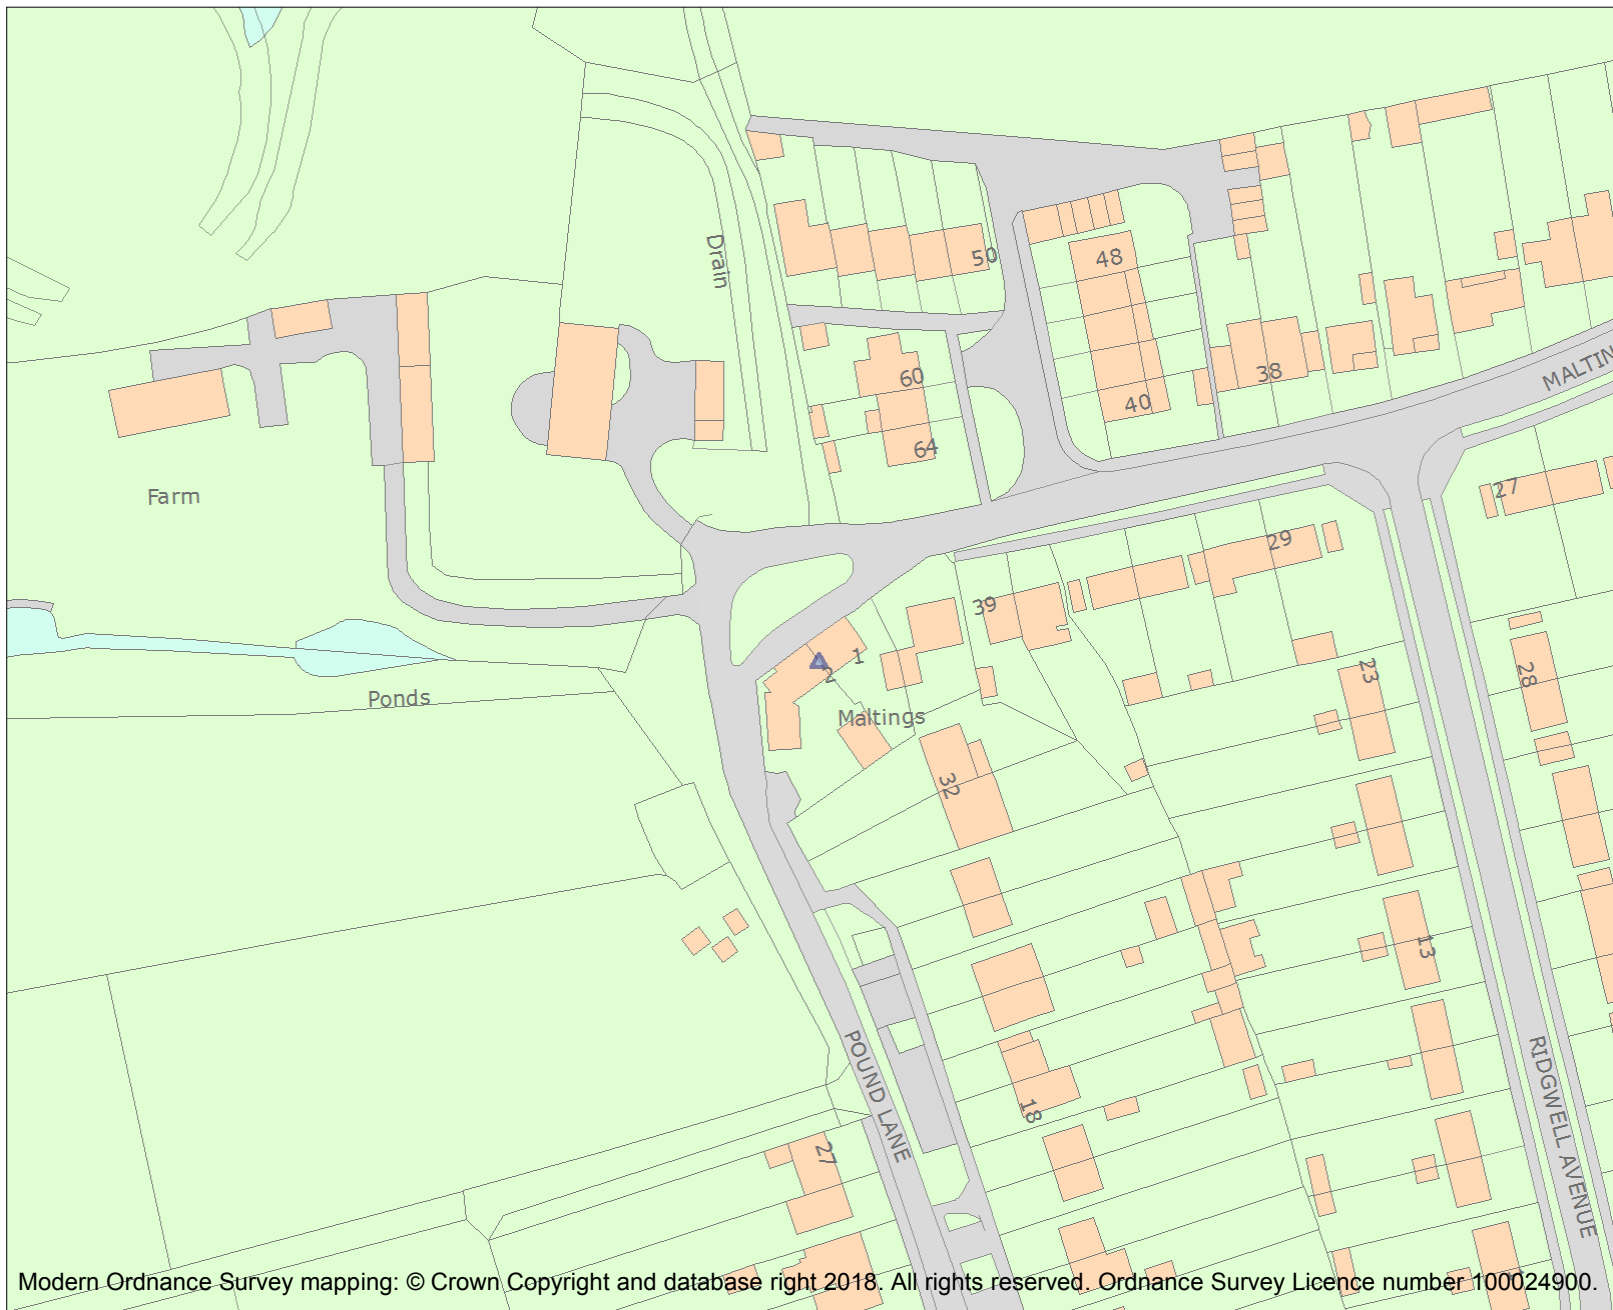 Drain
50
48
60
38
MALTIN
40
64
Farm
27
29
39
1
2
23
28
Ponds
Maltings
32
13
POUND LANE
18
27
RIDGWELL AVENUE
Modern Ordnance Survey mapping: © Crown Copyright and database right 2018. All rights reserved. Ordnance Survey Licence number 100024900.